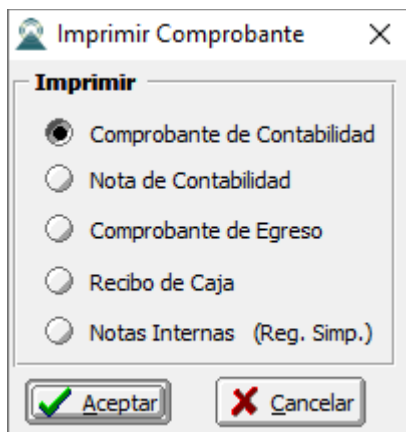 Imprimir Comprobante
Imprimir
Comprobante de Contabilidad
Nota de Contabilidad
Comprobante de Egreso
Recibo de Caja
Notas Internas (Reg. Simp.)
Aceptar Cancelar